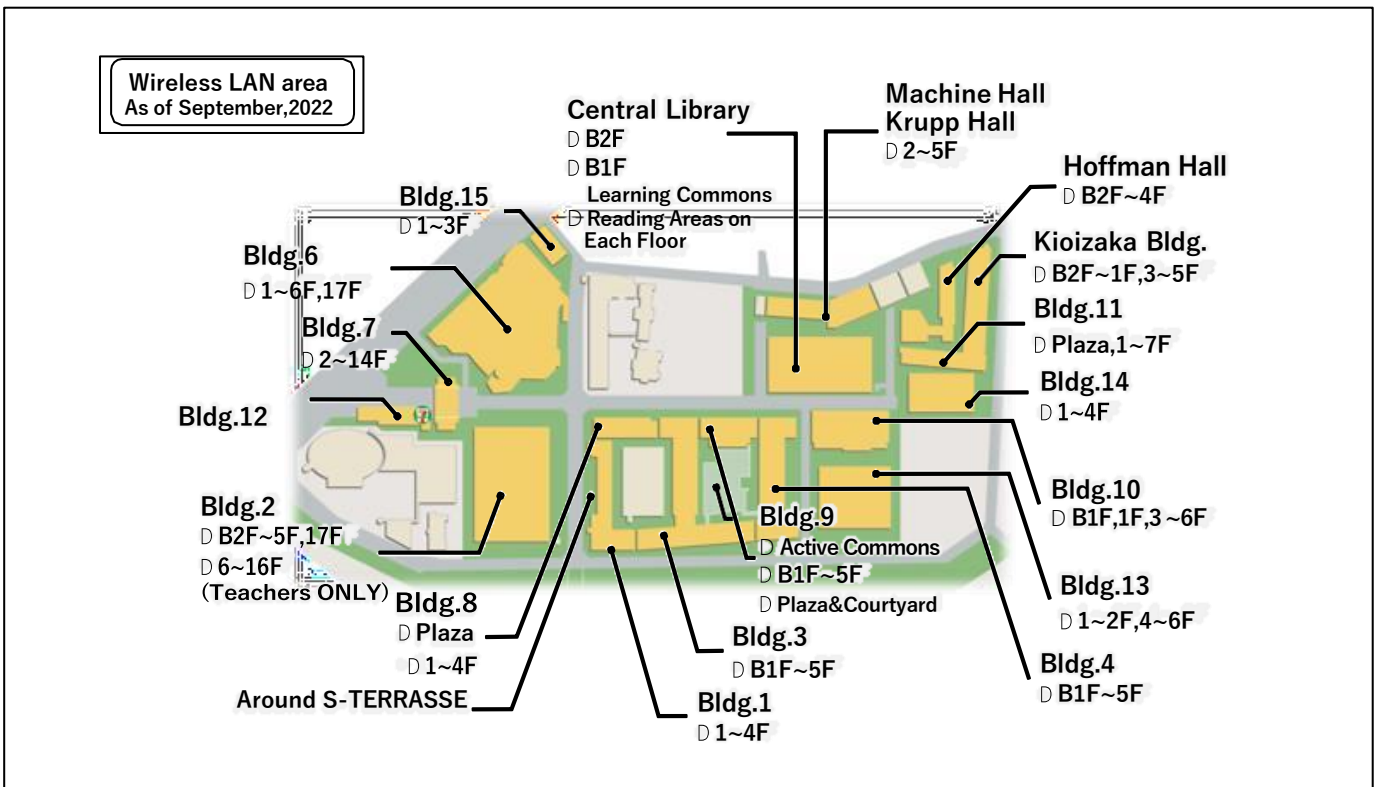 Wireless LAN area
As of September,2022
Central Library
D B2F
D B1F
Learning Commons
D Reading Areas on
Each Floor
Machine Hall
Krupp Hall
D 2~5F
Hoffman Hall
D B2F~4F
Kioizaka Bldg.
D B2F~1F,3~5F
Bldg.11
D Plaza,1~7F
Bldg.14
D 1~4F
Bldg.15
D 1~3F
Bldg.6
D 1~6F,17F
Bldg.7
D 2~14F
Bldg.12
Bldg.2
D B2F~5F,17F
D 6~16F
(Teachers ONLY)
Bldg.8
D Plaza
D 1~4F
Around S-TERRASSE
Bldg.9
D Active Commons
D B1F~5F
D Plaza&Courtyard
Bldg.3
D B1F~5F
Bldg.1
D 1~4F
Bldg.10
D B1F,1F,3~6F
Bldg.13
D 1~2F,4~6F
Bldg.4
D B1F~5F